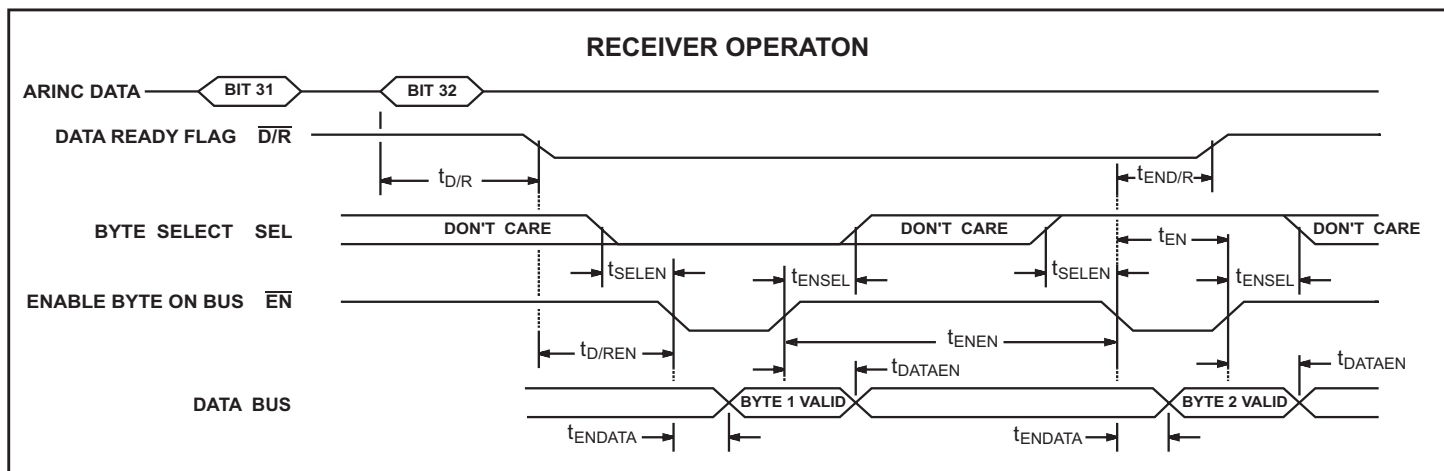 RECEIVER OPERATON
ARINC DATA BIT 31 BIT 32
DATA READY FLAG D/R
tD/R tEND/R
BYTE SELECT SEL DON'T CARE DON'T CARE DON'T CARE
tEN
tSELEN tENSEL tSELEN tENSEL
ENABLE BYTE ON BUS EN
tD/REN tENEN
tDATAEN tDATAEN
DATA BUS BYTE 1 VALID BYTE 2 VALID
tENDATA tENDATA